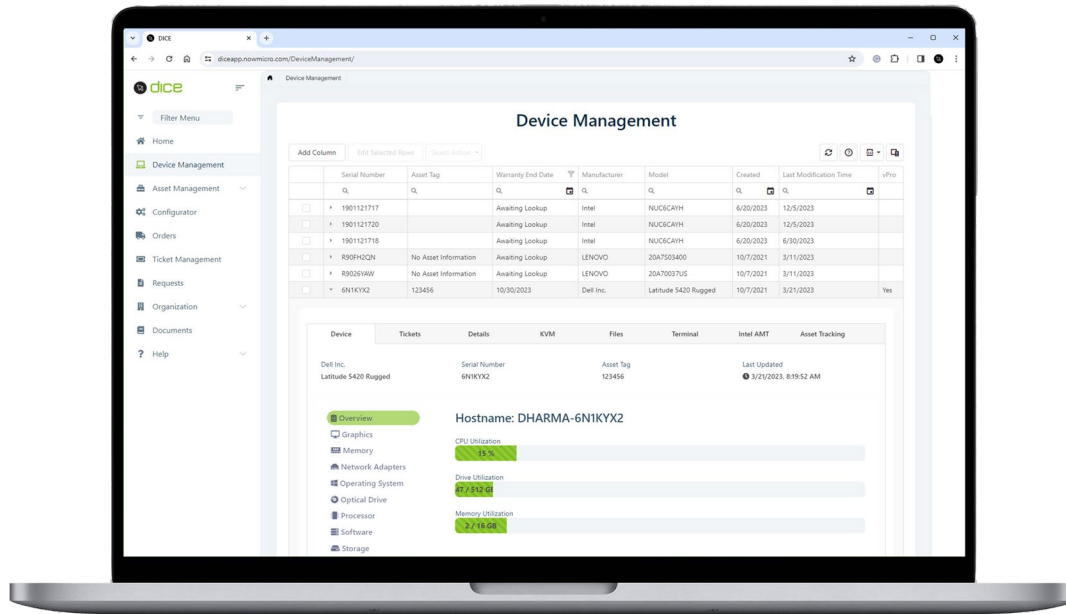 DICE
diceapp.nowmicro.com/DeviceManagement/
dice
Device Management
Filter Menu
Home
Device Management
Asset Management
Configurator
Orders
Ticket Management
Requests
Organization
Documents
Help
Device Management
Add Column Edit Selected Rows Select Action
Serial Number Asset Tag Warranty End Date Manufacturer Model Created Last Modification Time vPro
1901121717 Awaiting Lookup Intel NUC6CAYH 6/20/2023 12/5/2023
1901121720 Awaiting Lookup Intel NUC6CAYH 6/20/2023 12/5/2023
1901121718 Awaiting Lookup Intel NUC6CAYH 6/20/2023 6/30/2023
R90FH2QN No Asset Information Awaiting Lookup LENOVO 20A7S03400 10/7/2021 3/11/2023
R9026YAW No Asset Information Awaiting Lookup LENOVO 20A70037US 10/7/2021 3/11/2023
6N1KYX2 123456 10/30/2023 Dell Inc. Latitude 5420 Rugged 10/7/2021 3/21/2023 Yes
Device Tickets Details KVM Files Terminal Intel AMT Asset Tracking
Dell Inc. Serial Number Asset Tag Last Updated
Latitude 5420 Rugged 6N1KYX2 123456 3/21/2023, 8:19:52 AM
Overview
Graphics
Memory
Network Adapters
Operating System
Optical Drive
Processor
Software
Storage
Hostname: DHARMA-6N1KYX2
CPU Utilization
15 %
Drive Utilization
47 / 512 GB
Memory Utilization
2 / 16 GB